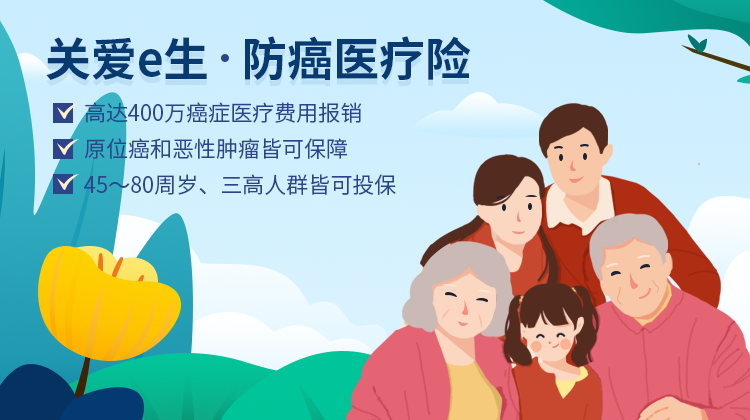 关爱e生·防癌医疗险
高达400万癌症医疗费用报销
原位癌和恶性肿瘤皆可保障
45～80周岁、三高人群皆可投保